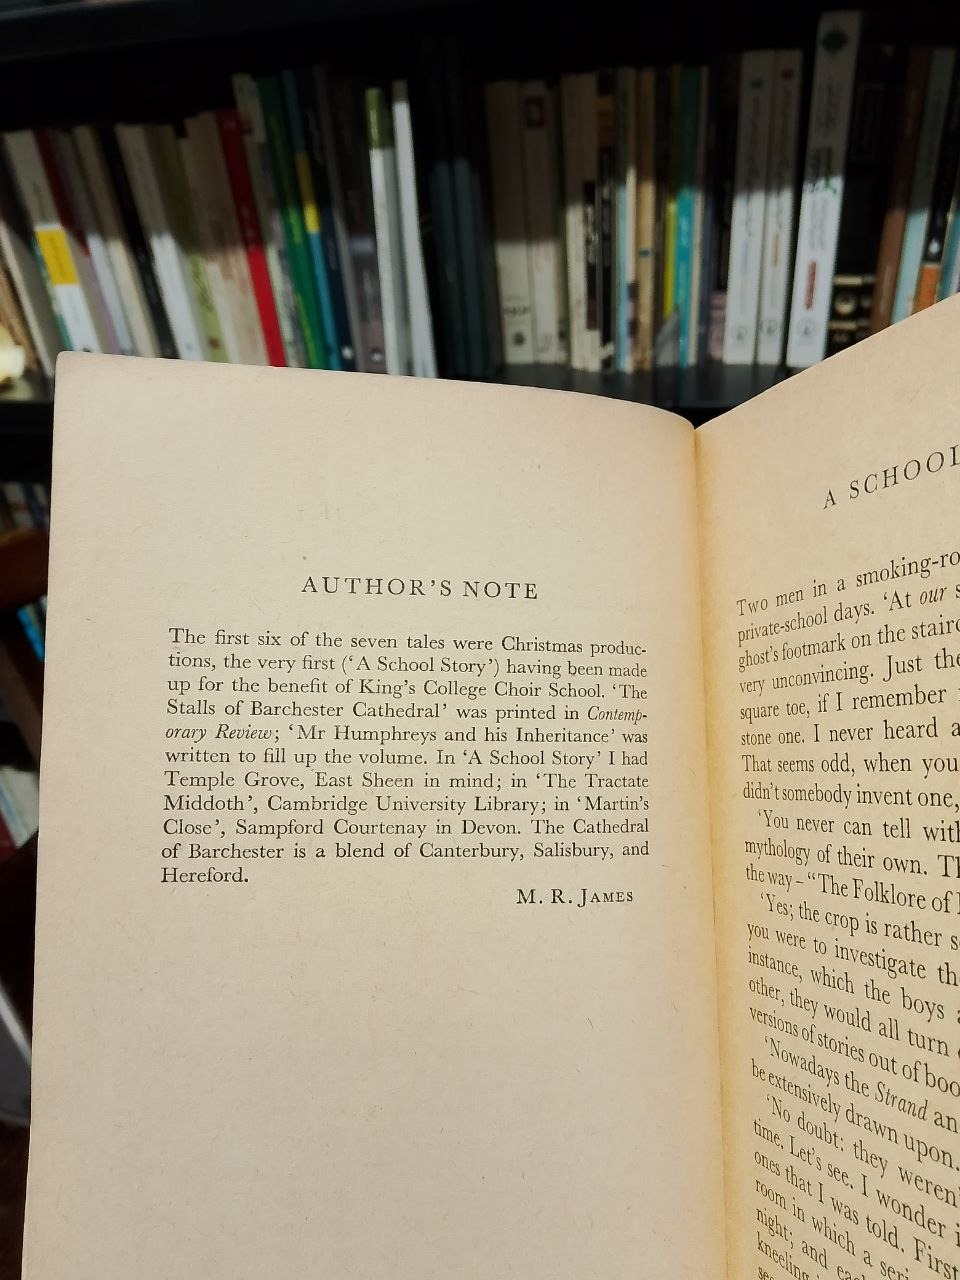 AUTHOR'S NOTE
The first six of the seven tales were Christmas produc-
tions, the very first ('A School Story') having been made
up for the benefit of King's College Choir School. 'The
Stalls of Barchester Cathedral' was printed in Contemp-
orary Review; 'Mr Humphreys and his Inheritance' was
written to fill up the volume. In 'A School Story' I had
Temple Grove, East Sheen in mind; in 'The Tractate
Middoth', Cambridge University Library; in 'Martin's
Close', Sampford Courtenay in Devon. The Cathedral
of Barchester is a blend of Canterbury, Salisbury, and
Hereford.
M. R. JAMES
A SCHOOL
Two men in a smoking-ro
private-school days. 'At our s
ghost's footmark on the stairc
very unconvincing. Just the
square toe, if I remember
stone one. I never heard a
That seems odd, when you
didn't somebody invent one,
'You never can tell with
mythology of their own. Th
the way – "The Folklore of
'Yes; the crop is rather s
you were to investigate th
instance, which the boys
other, they would all turn
versions of stories out of boo
'Nowadays the Strand an
be extensively drawn upon.
'No doubt: they weren'
time. Let's see. I wonder i
ones that I was told. First
room in which a seri
night; and eac
kneeling